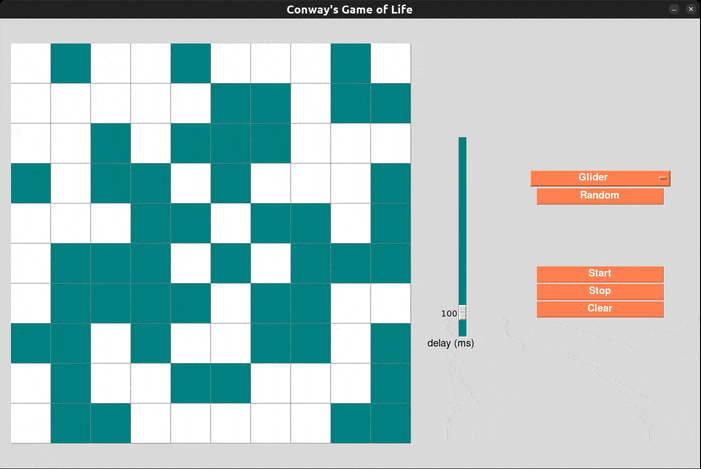 Conway's Game of Life
Glider
Random
Start
Stop
Clear
100
delay (ms)